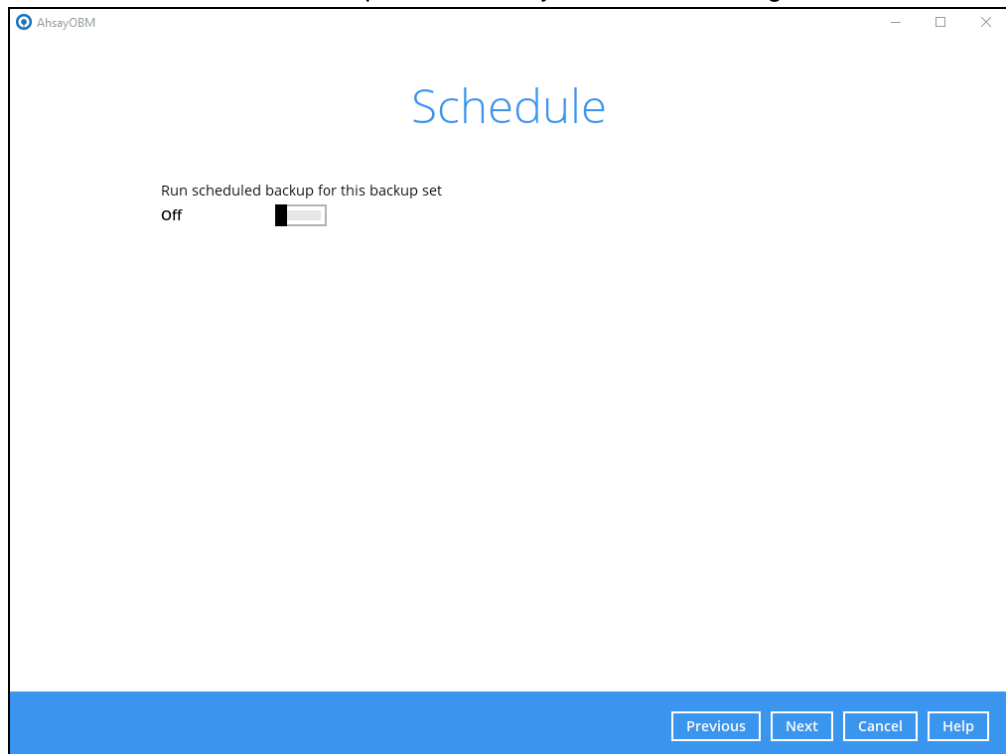 AhsayOBM
Schedule
Run scheduled backup for this backup set
Off
Previous Next Cancel Help